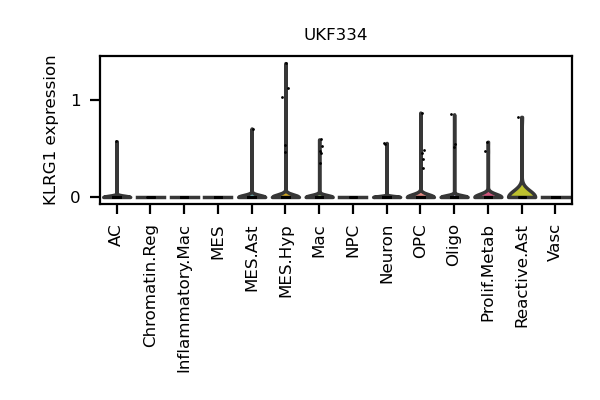 UKF334
KLRG1 expression
1
0
AC
Chromatin.Reg
Inflammatory.Mac
MES
MES.Ast
MES.Hyp
Mac
NPC
Neuron
OPC
Oligo
Prolif.Metab
Reactive.Ast
Vasc